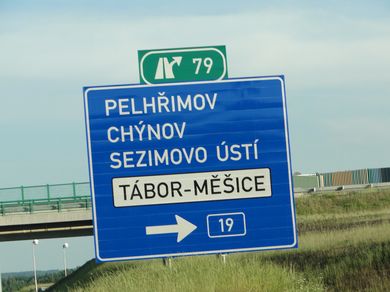 79
PELHŘIMOV
CHÝNOV
SEZIMOVO ÚSTÍ
TÁBOR-MĚŠICE
19